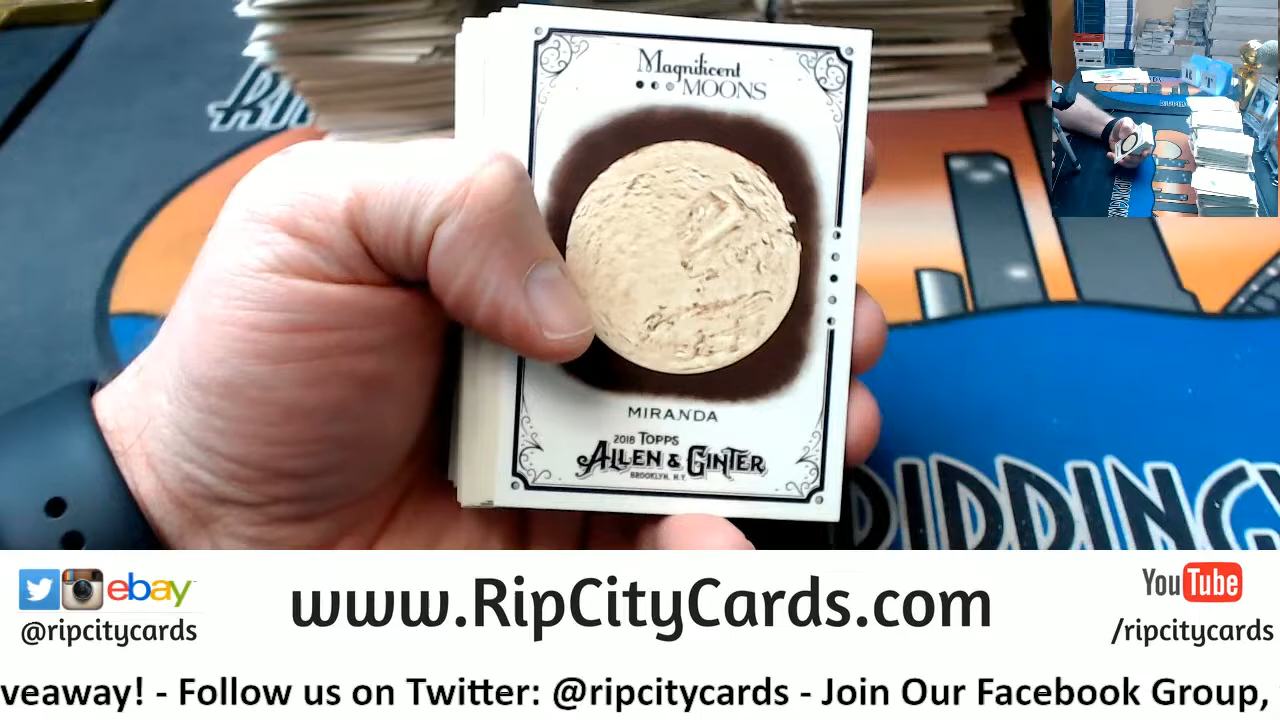 Magnificent
MOONS
MIRANDA
2018 TOPPS
ALLEN & GINTER
BROOKLYN, N.Y.
ebay
@ripcitycards
www.RipCityCards.com
YouTube
/ripcitycards
veaway! - Follow us on Twitter: @ripcitycards - Join Our Facebook Group,